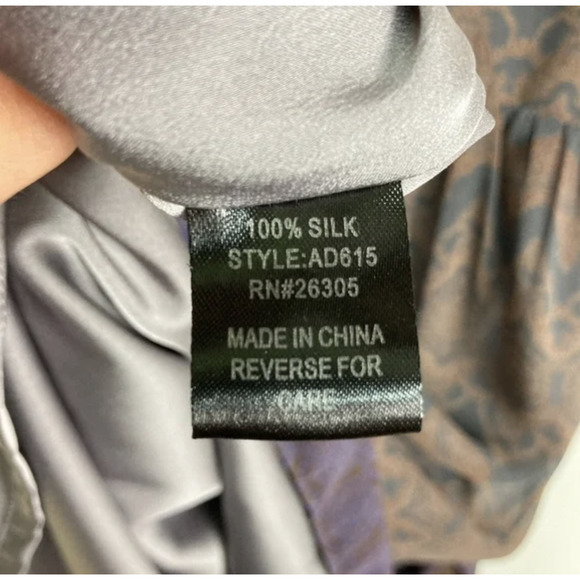 100% SILK
STYLE:AD615
RN#26305
MADE IN CHINA
REVERSE FOR
CARE